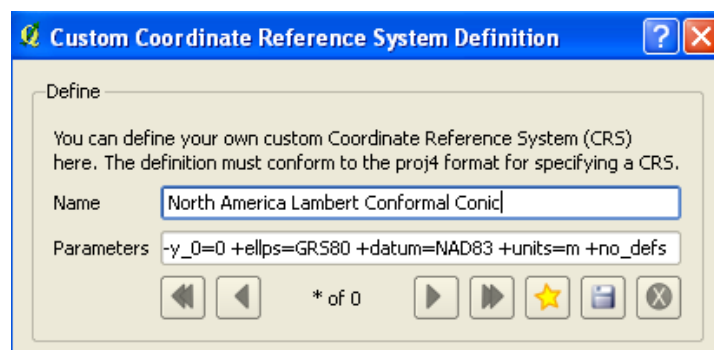 Custom Coordinate Reference System Definition
Define
You can define your own custom Coordinate Reference System (CRS)
here. The definition must conform to the proj4 format for specifying a CRS.
Name North America Lambert Conformal Conic
Parameters -y_0=0 +ellps=GRS80 +datum=NAD83 +units=m +no_defs
* of 0